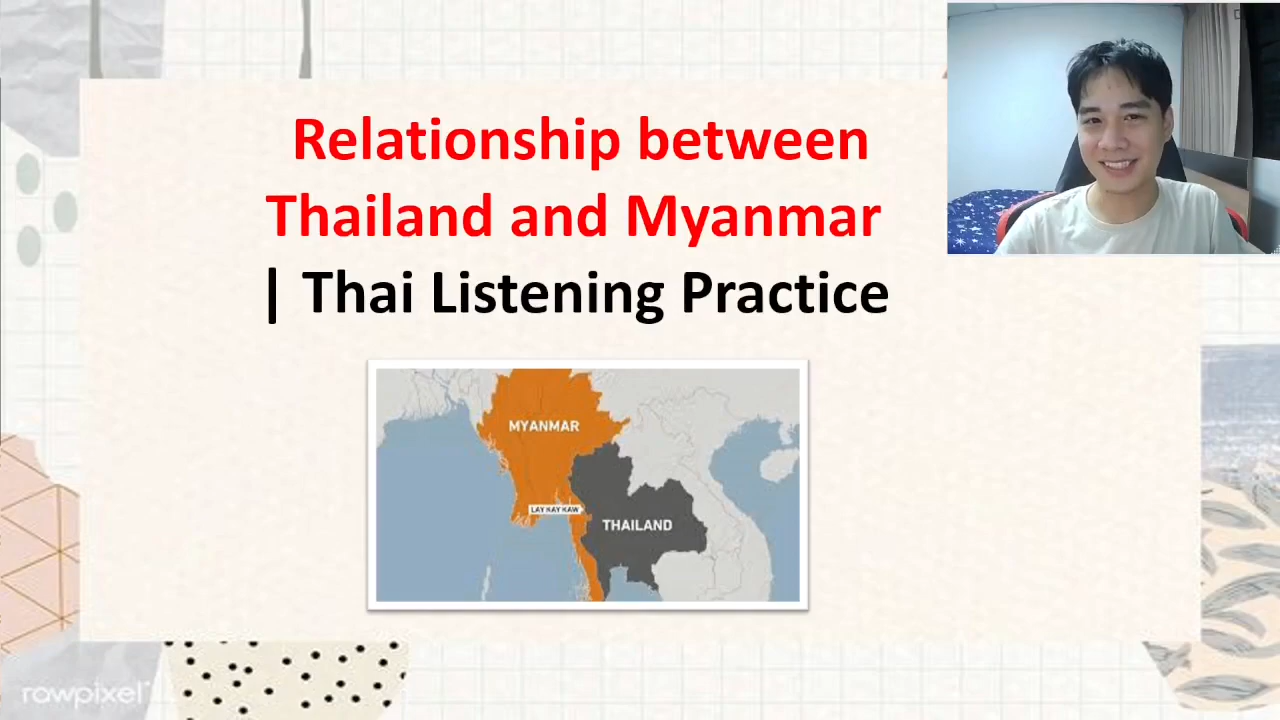 Relationship between
Thailand and Myanmar
| Thai Listening Practice
MYANMAR
LAY KAY KAW
THAILAND
rawpixel